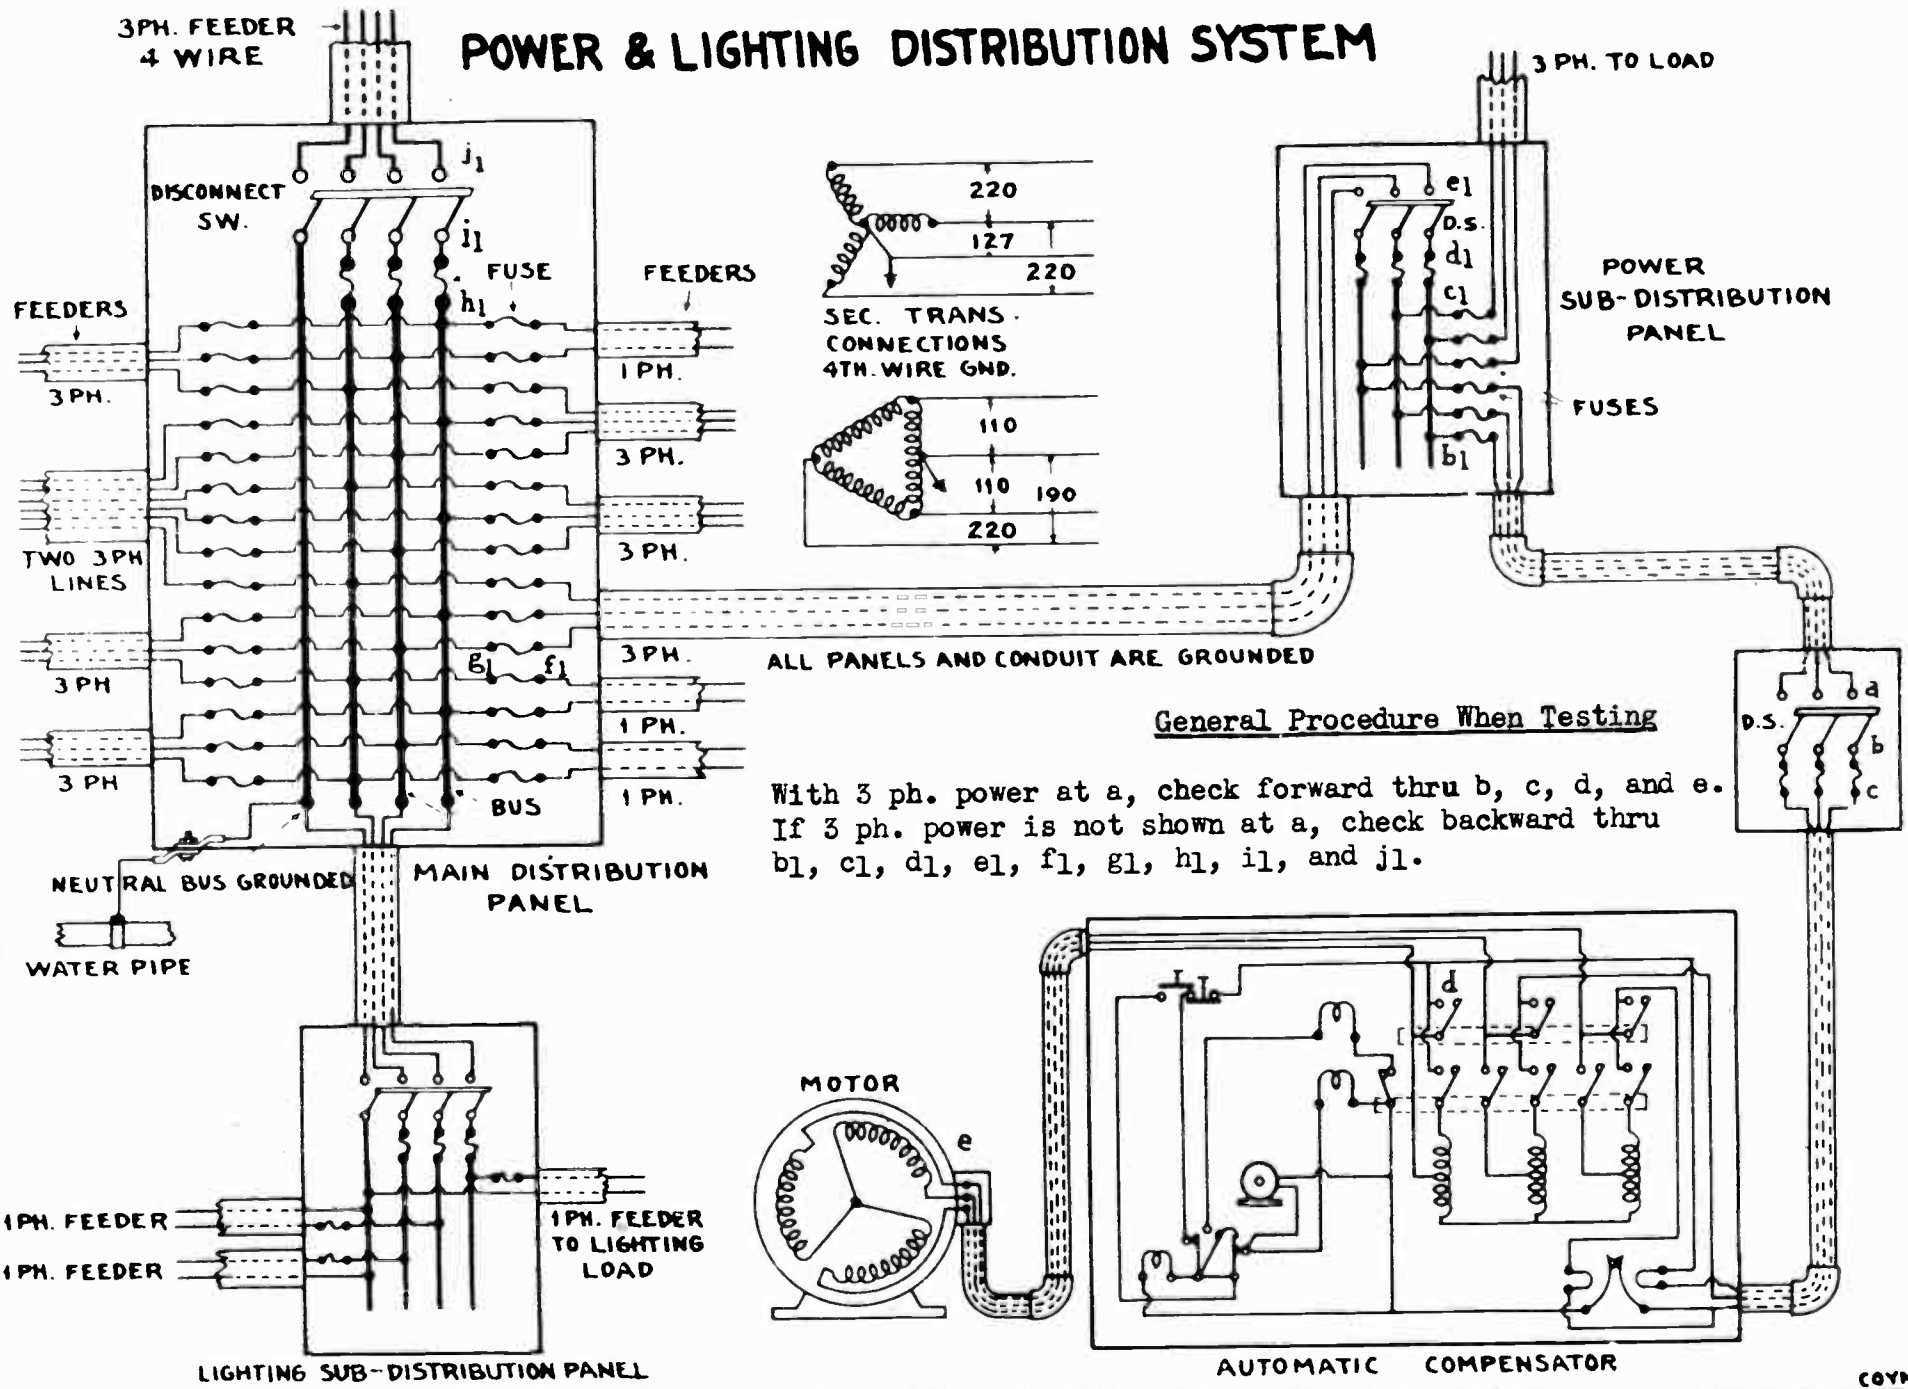 POWER & LIGHTING DISTRIBUTION SYSTEM
3PH. FEEDER
4 WIRE
3 PH. TO LOAD
j1
DISCONNECT
SW.
i1
FUSE
h1
FEEDERS
FEEDERS
3 PH.
1 PH.
3 PH.
TWO 3PH
LINES
3 PH.
3 PH
g1
f1
3 PH.
1 PH.
3 PH
BUS
1 PH.
220
127
220
SEC. TRANS.
CONNECTIONS
4TH. WIRE GND.
110
110
190
220
e1
D.S.
d1
c1
b1
POWER
SUB-DISTRIBUTION
PANEL
FUSES
ALL PANELS AND CONDUIT ARE GROUNDED
General Procedure When Testing
With 3 ph. power at a, check forward thru b, c, d, and e.
If 3 ph. power is not shown at a, check backward thru
b1, c1, d1, e1, f1, g1, h1, i1, and j1.
a
D.S.
b
c
NEUTRAL BUS GROUNDED
MAIN DISTRIBUTION
PANEL
WATER PIPE
MOTOR
e
d
1PH. FEEDER
1PH. FEEDER
1PH. FEEDER
TO LIGHTING
LOAD
LIGHTING SUB-DISTRIBUTION PANEL
AUTOMATIC COMPENSATOR